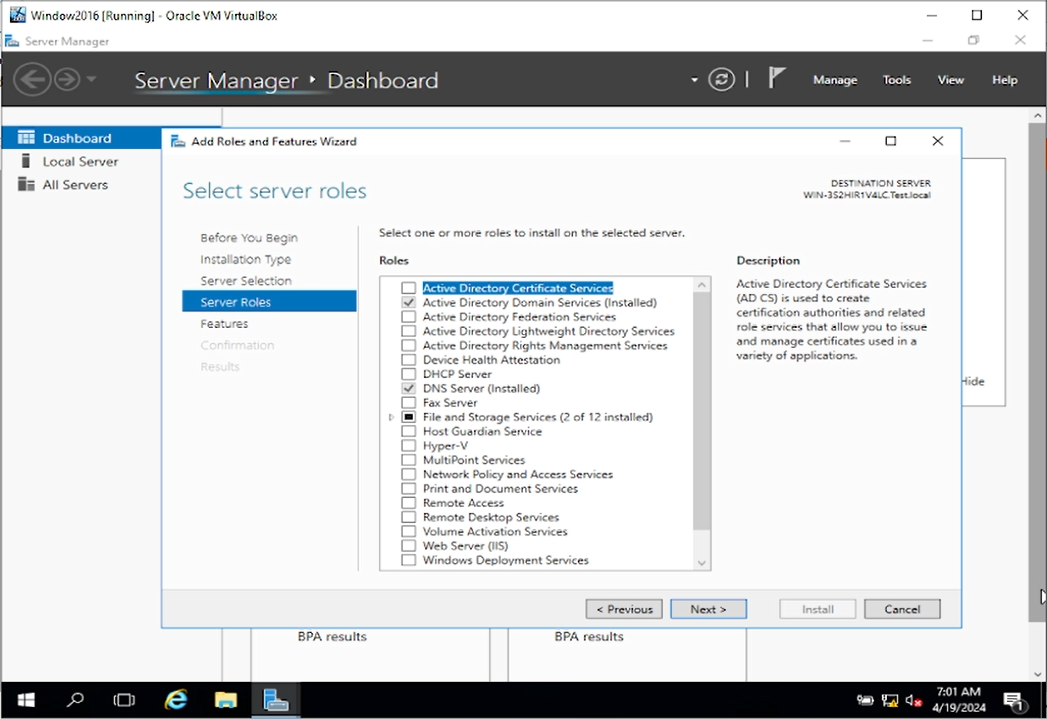 Window2016 [Running] - Oracle VM VirtualBox
Server Manager
Server Manager ‣ Dashboard
Manage Tools View Help
Dashboard
Local Server
All Servers
Add Roles and Features Wizard
Select server roles
DESTINATION SERVER
WIN-3S2HIR1V4LC.Test.local
Before You Begin
Installation Type
Server Selection
Server Roles
Features
Confirmation
Results
Select one or more roles to install on the selected server.
Roles
Active Directory Certificate Services
Active Directory Domain Services (Installed)
Active Directory Federation Services
Active Directory Lightweight Directory Services
Active Directory Rights Management Services
Device Health Attestation
DHCP Server
DNS Server (Installed)
Fax Server
File and Storage Services (2 of 12 installed)
Host Guardian Service
Hyper-V
MultiPoint Services
Network Policy and Access Services
Print and Document Services
Remote Access
Remote Desktop Services
Volume Activation Services
Web Server (IIS)
Windows Deployment Services
Description
Active Directory Certificate Services
(AD CS) is used to create
certification authorities and related
role services that allow you to issue
and manage certificates used in a
variety of applications.
Hide
< Previous
Next >
Install
Cancel
BPA results
BPA results
7:01 AM
4/19/2024
1